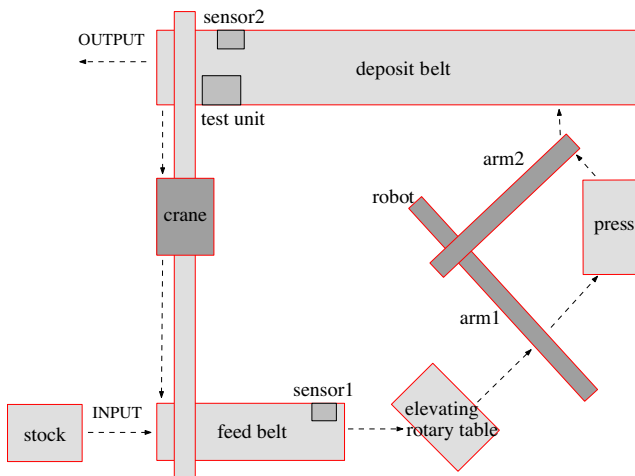 sensor2
OUTPUT
deposit belt
test unit
arm2
robot
crane
press
arm1
sensor1
INPUT
elevating
rotary table
stock
feed belt